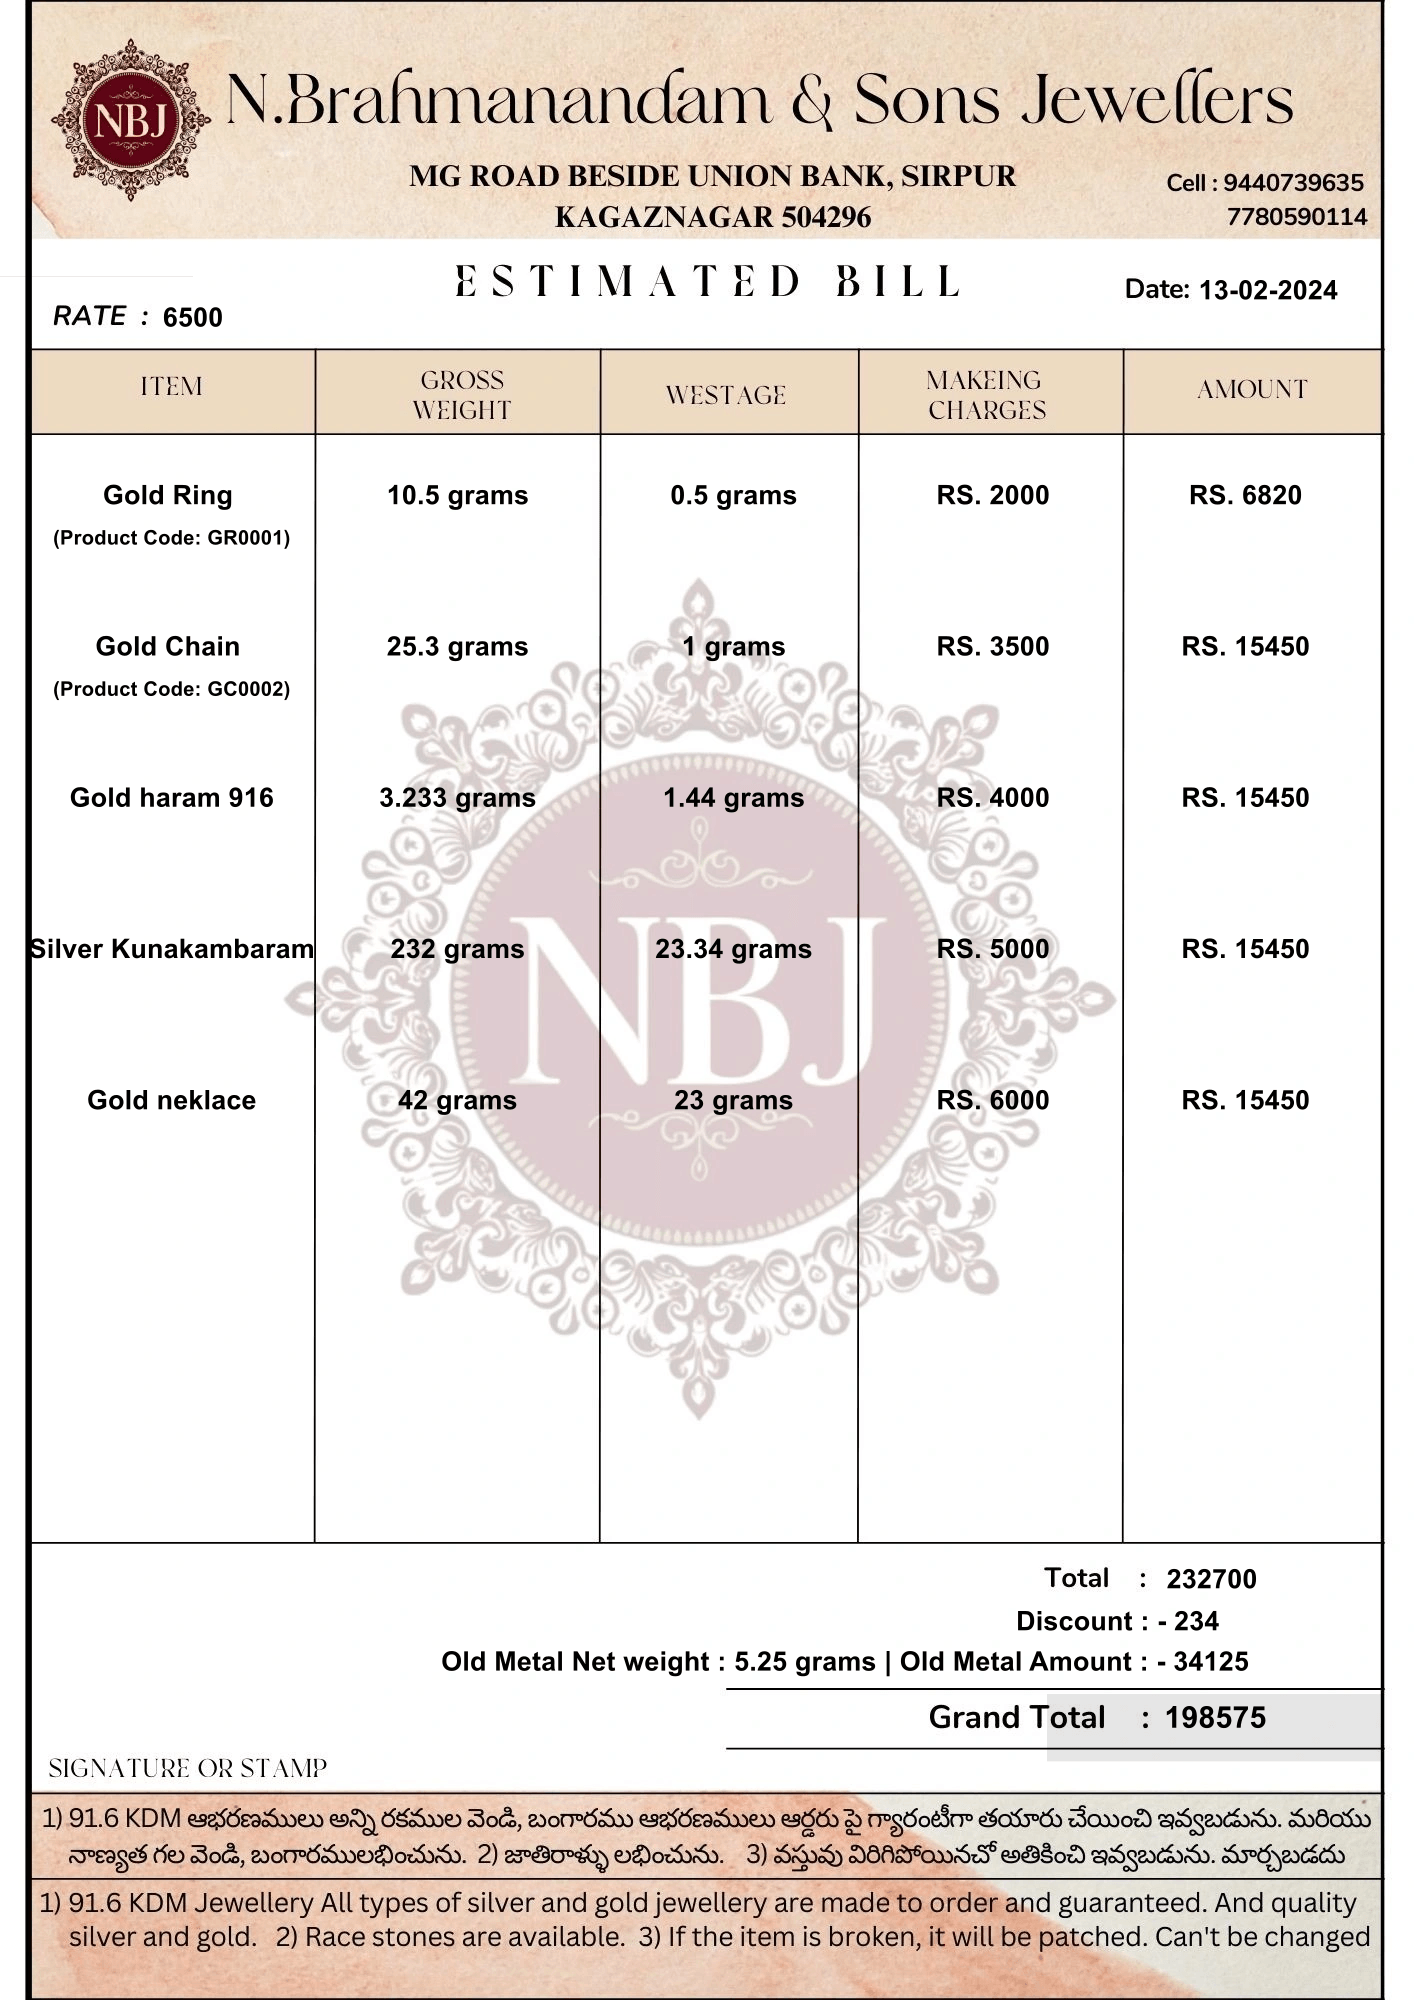 NBJ
N.Brahmanandam & Sons Jewellers
MG ROAD BESIDE UNION BANK, SIRPUR
KAGAZNAGAR 504296
Cell : 9440739635
7780590114
ESTIMATED BILL
Date: 13-02-2024
RATE : 6500
ITEM GROSS WEIGHT WESTAGE MAKEING CHARGES AMOUNT
Gold Ring 10.5 grams 0.5 grams RS. 2000 RS. 6820
(Product Code: GR0001)
Gold Chain 25.3 grams 1 grams RS. 3500 RS. 15450
(Product Code: GC0002)
Gold haram 916 3.233 grams 1.44 grams RS. 4000 RS. 15450
Silver Kunakambaram 232 grams 23.34 grams RS. 5000 RS. 15450
NBJ
Gold neklace 42 grams 23 grams RS. 6000 RS. 15450
Total : 232700
Discount : - 234
Old Metal Net weight : 5.25 grams | Old Metal Amount : - 34125
Grand Total : 198575
SIGNATURE OR STAMP
1) 91.6 KDM ఆభరణములు అన్ని రకముల వెండి, బంగారము ఆభరణములు ఆర్డరు పై గ్యారంటీగా తయారు చేయించి ఇవ్వబడును. మరియు
నాణ్యత గల వెండి, బంగారములభించును. 2) జాతిరాళ్ళు లభించును. 3) వస్తువు విరిగిపోయినచో అతికించి ఇవ్వబడును. మార్చబడదు
1) 91.6 KDM Jewellery All types of silver and gold jewellery are made to order and guaranteed. And quality
silver and gold. 2) Race stones are available. 3) If the item is broken, it will be patched. Can't be changed